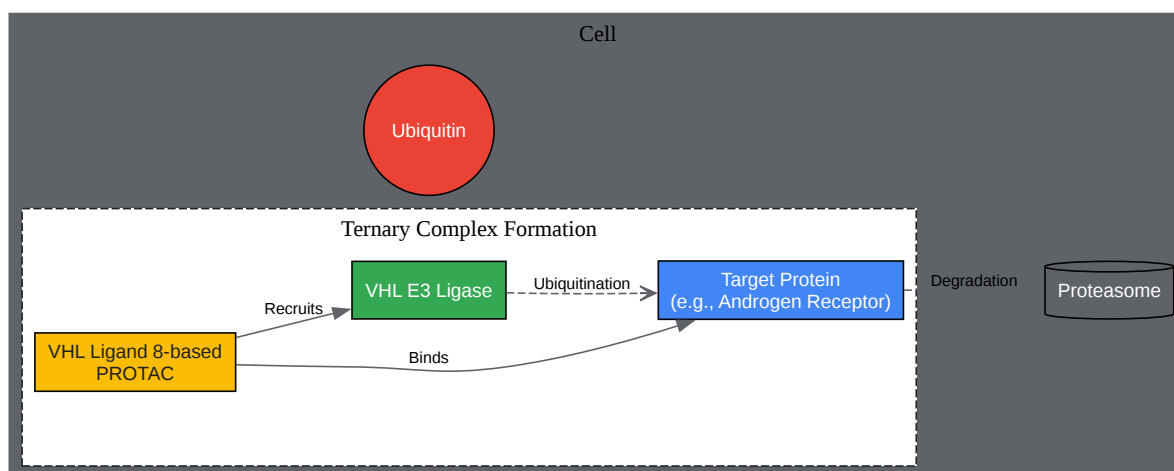 Cell
Ubiquitin
Ternary Complex Formation
VHL E3 Ligase
Ubiquitination
Target Protein
(e.g., Androgen Receptor)
Degradation
Proteasome
Recruits
VHL Ligand 8-based
PROTAC
Binds